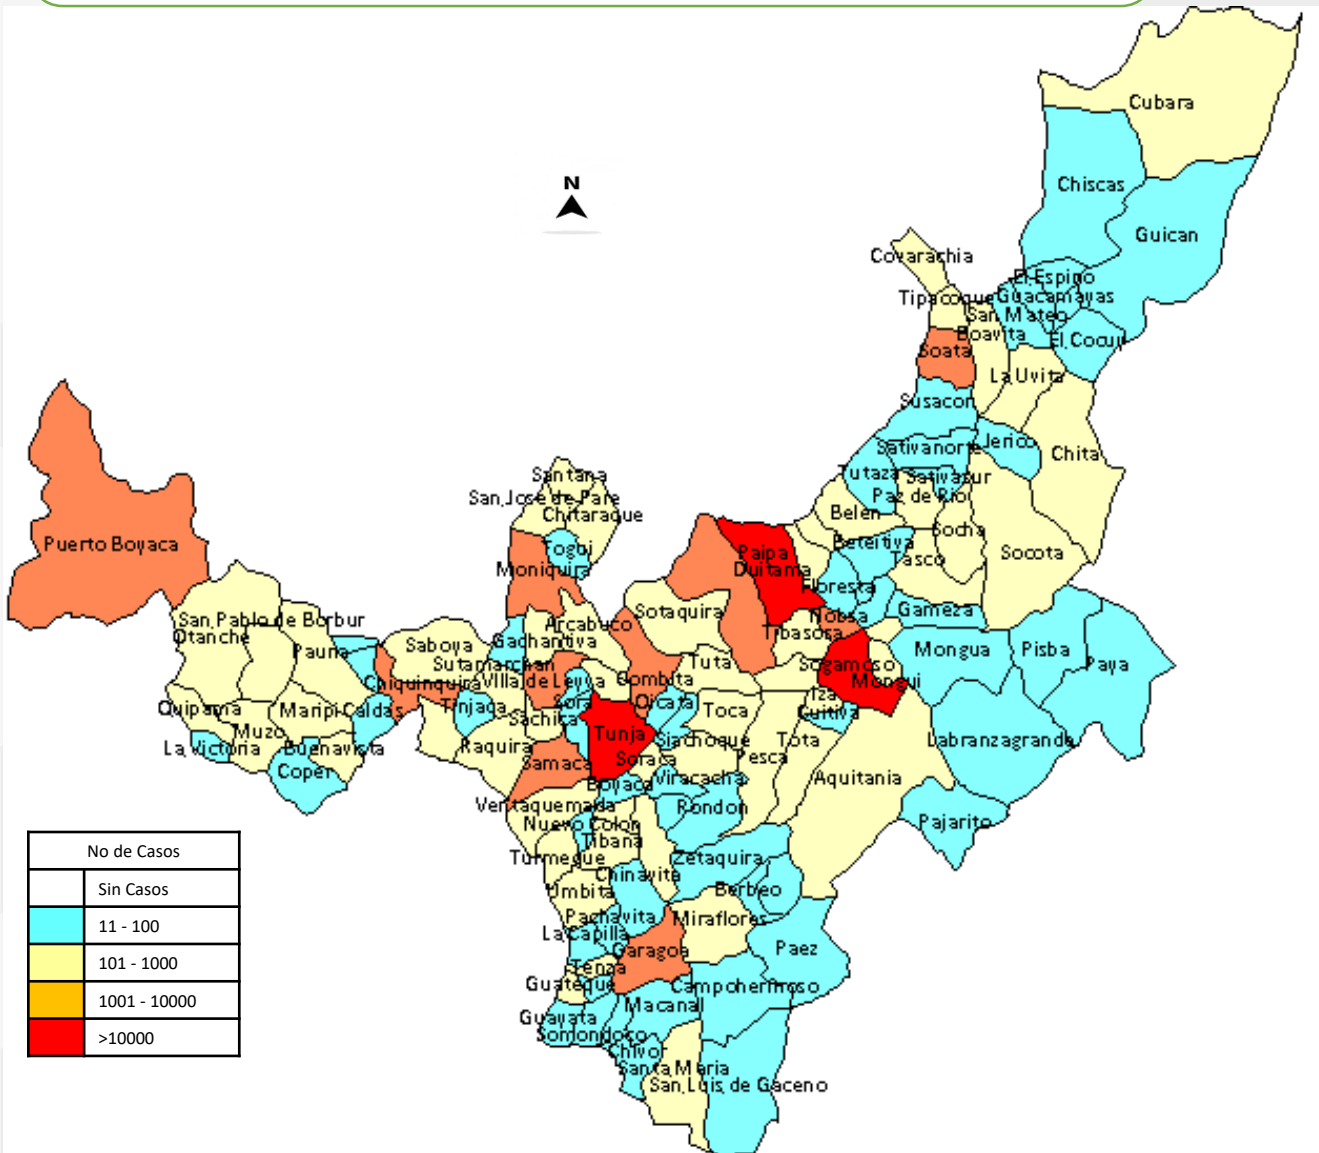 Cubara
N
Chiscas
Guican
Covarachia
El Espino
Tipacoque
Guacamayas
San Mateo
Boavita
El Cocuy
Soata
La Uvita
Susacon
Jerico
Sativanorte
Chita
Santana
Tutaza
Sativasur
San Jose de Pare
Paz de Rio
Chitaraque
Belen
Socha
Puerto Boyaca
Togui
Beteitiva
Paipa
Socota
Tasco
Moniquira
Duitama
Floresta
Sotaquira
Gameza
San Pablo de Borbur
Nobsa
Arcabuco
Tibasosa
Otanche
Gachantiva
Saboya
Pauna
Mongua
Pisba
Sutamarchan
Tuta
Sogamoso
Paya
Chiquinquira
Villa de Leyva
Combita
Mongui
Iza
Sora
Oicata
Tinjaca
Quipama
Maripi
Caldas
Toca
Cuitiva
Sachica
Muzo
Tunja
Siachoque
Tota
Labranzagrande
La Victoria
Buenavista
Raquira
Soraca
Pesca
Samaca
Coper
Viracacha
Aquitania
Boyaca
Ventaquemada
Rondon
Nuevo Colon
Pajarito
Tibana
Turmeque
Zetaquira
Chinavita
Umbita
Berbeo
Pachavita
Miraflores
La Capilla
Garagoa
Paez
Tenza
Guateque
Campohermoso
Macanal
Guayata
Somondoco
Chivor
Santa Maria
San Luis de Gaceno
No de Casos
Sin Casos
11 - 100
101 - 1000
1001 - 10000
>10000